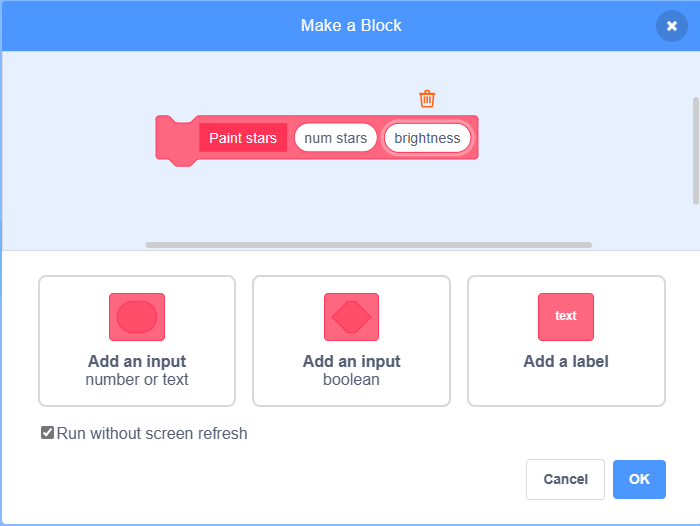 Make a Block
Paint stars num stars brightness
text
Add an input
number or text
Add an input
boolean
Add a label
Run without screen refresh
Cancel OK